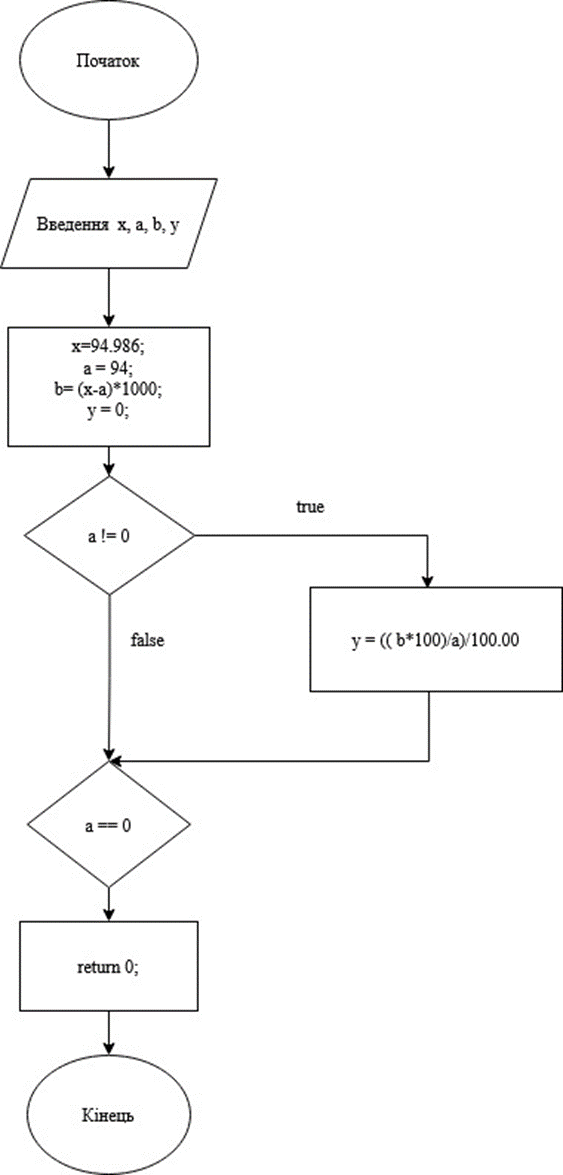 Початок
Введення x, a, b, y
x=94.986;
a = 94;
b= (x-a)*1000;
y = 0;
true
a != 0
false
y = (( b*100)/a)/100.00
a == 0
return 0;
Кінець